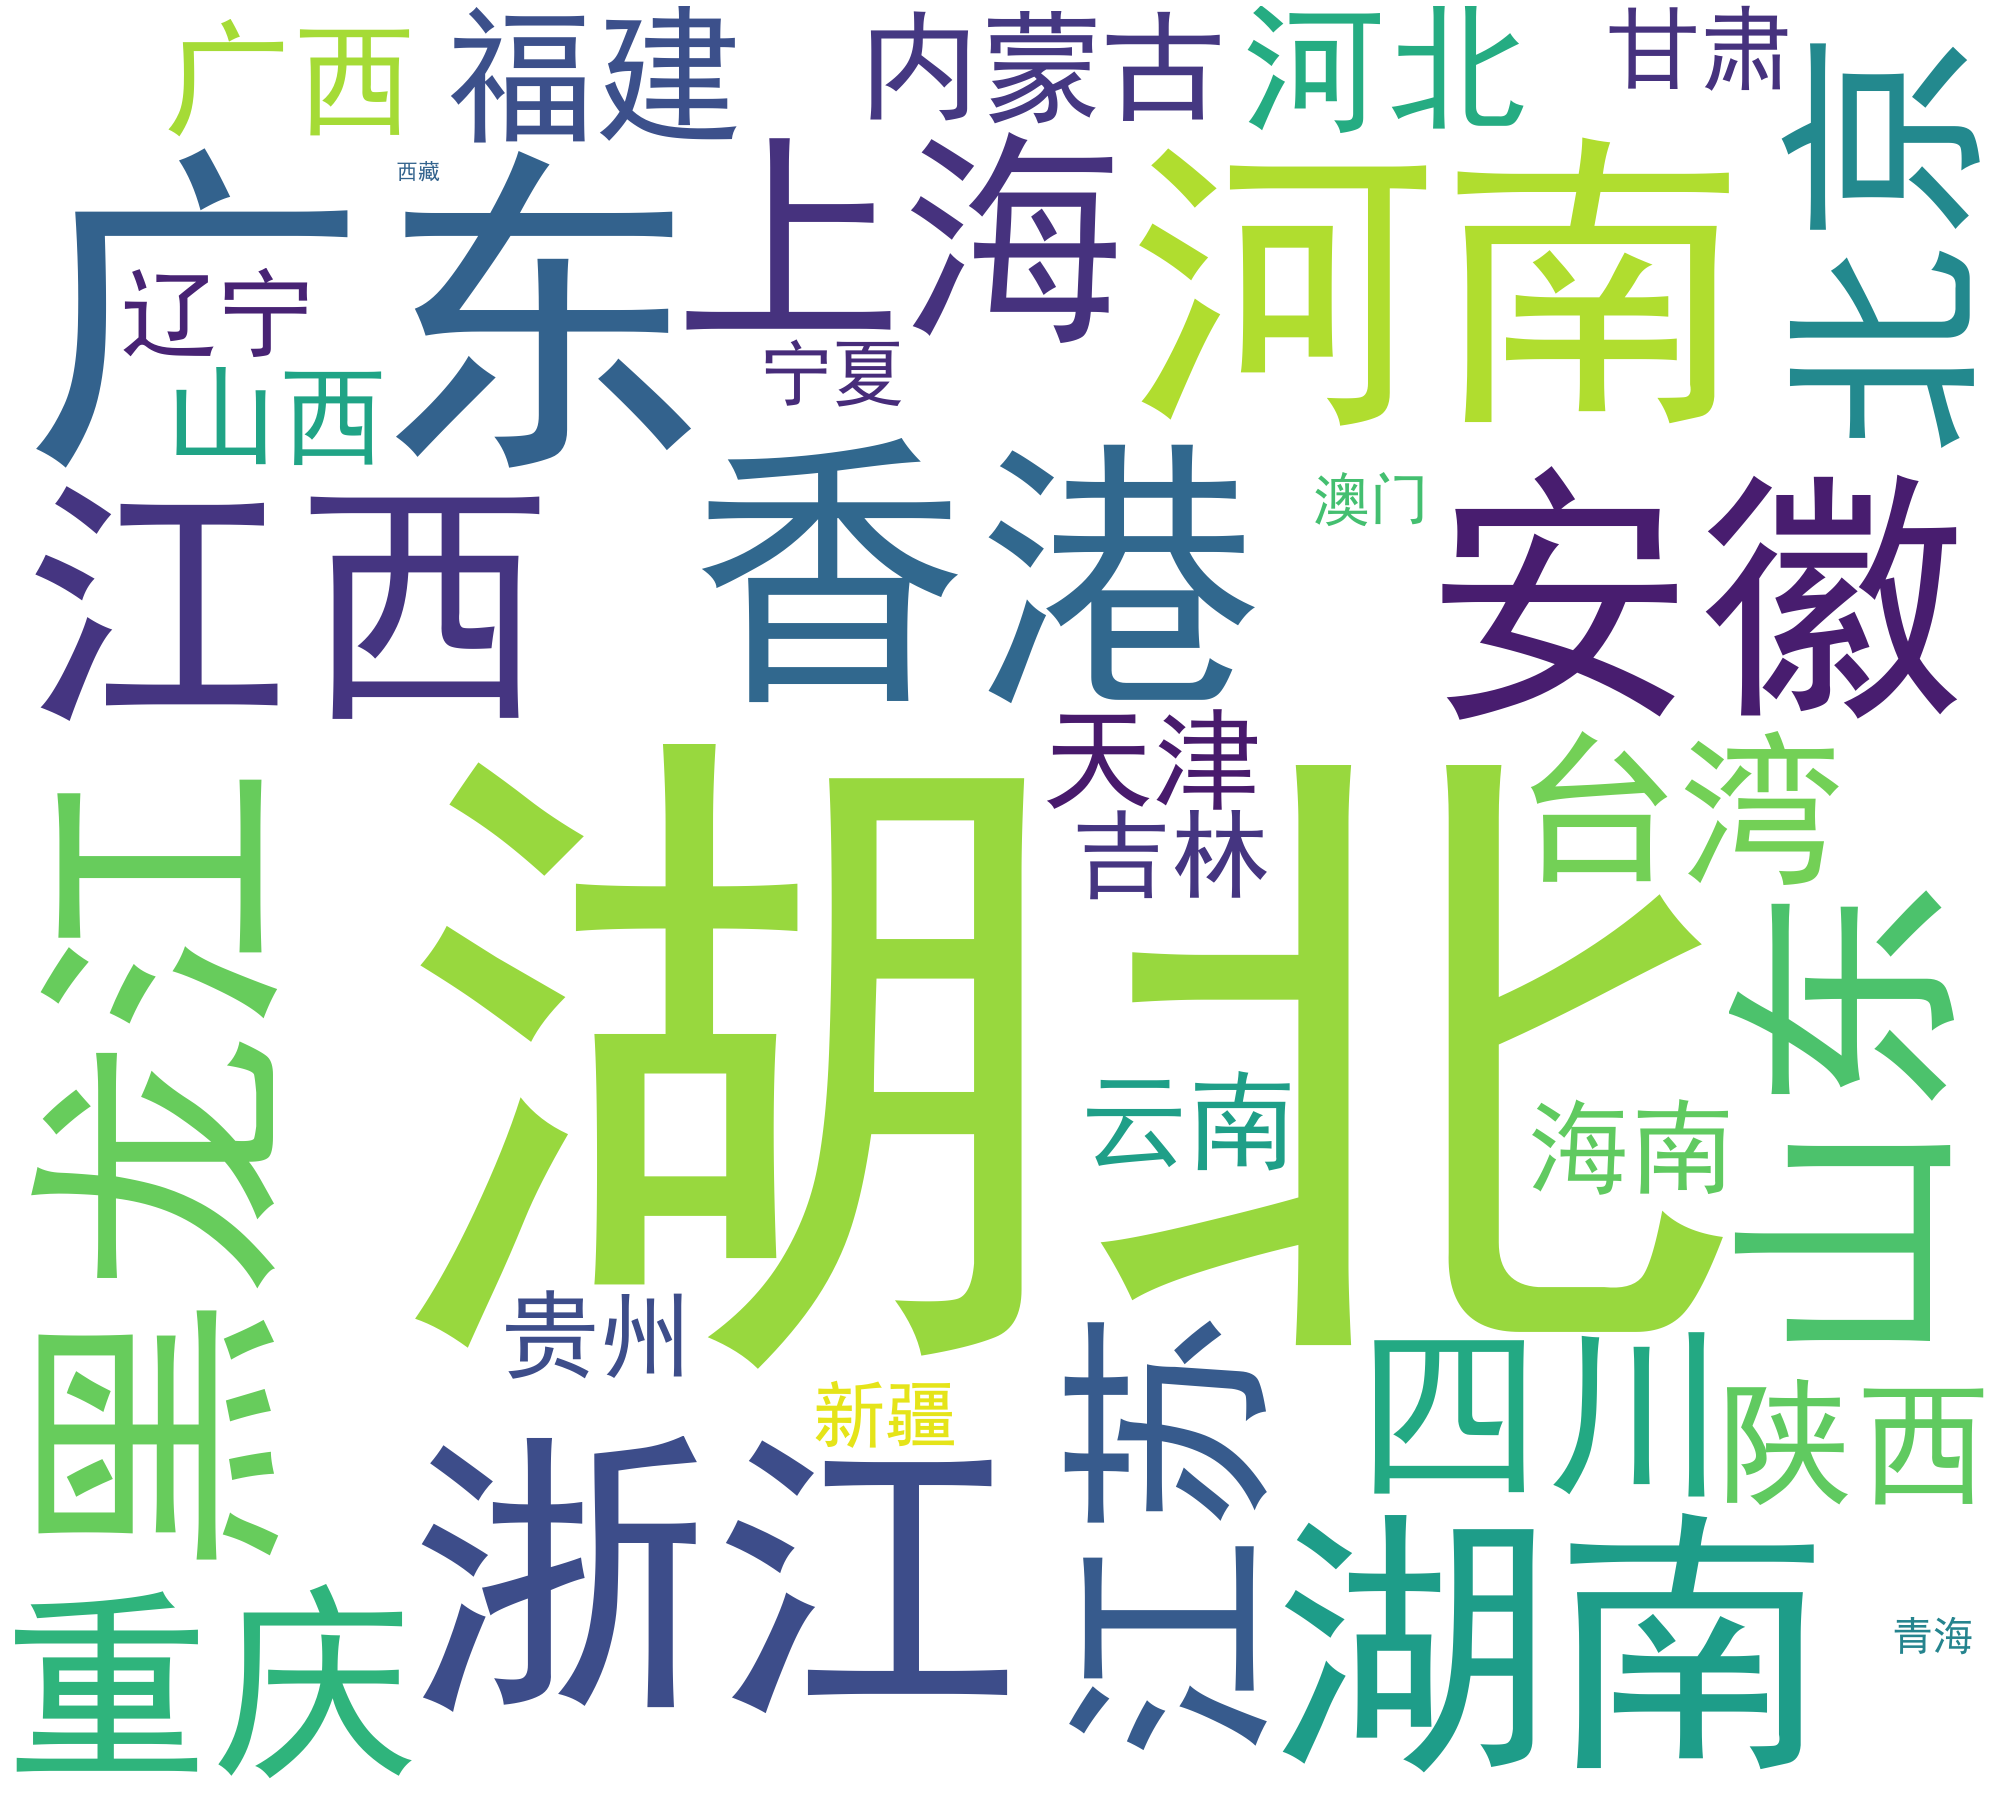 广西
福建
内蒙古
河北
甘肃
西藏
广东
上海
河南
北京
辽宁
山西
宁夏
江西
香港
澳门
安徽
天津
吉林
台湾
湖北
黑龙江
山东
云南
海南
贵州
新疆
江苏
四川
陕西
浙江
湖南
重庆
青海